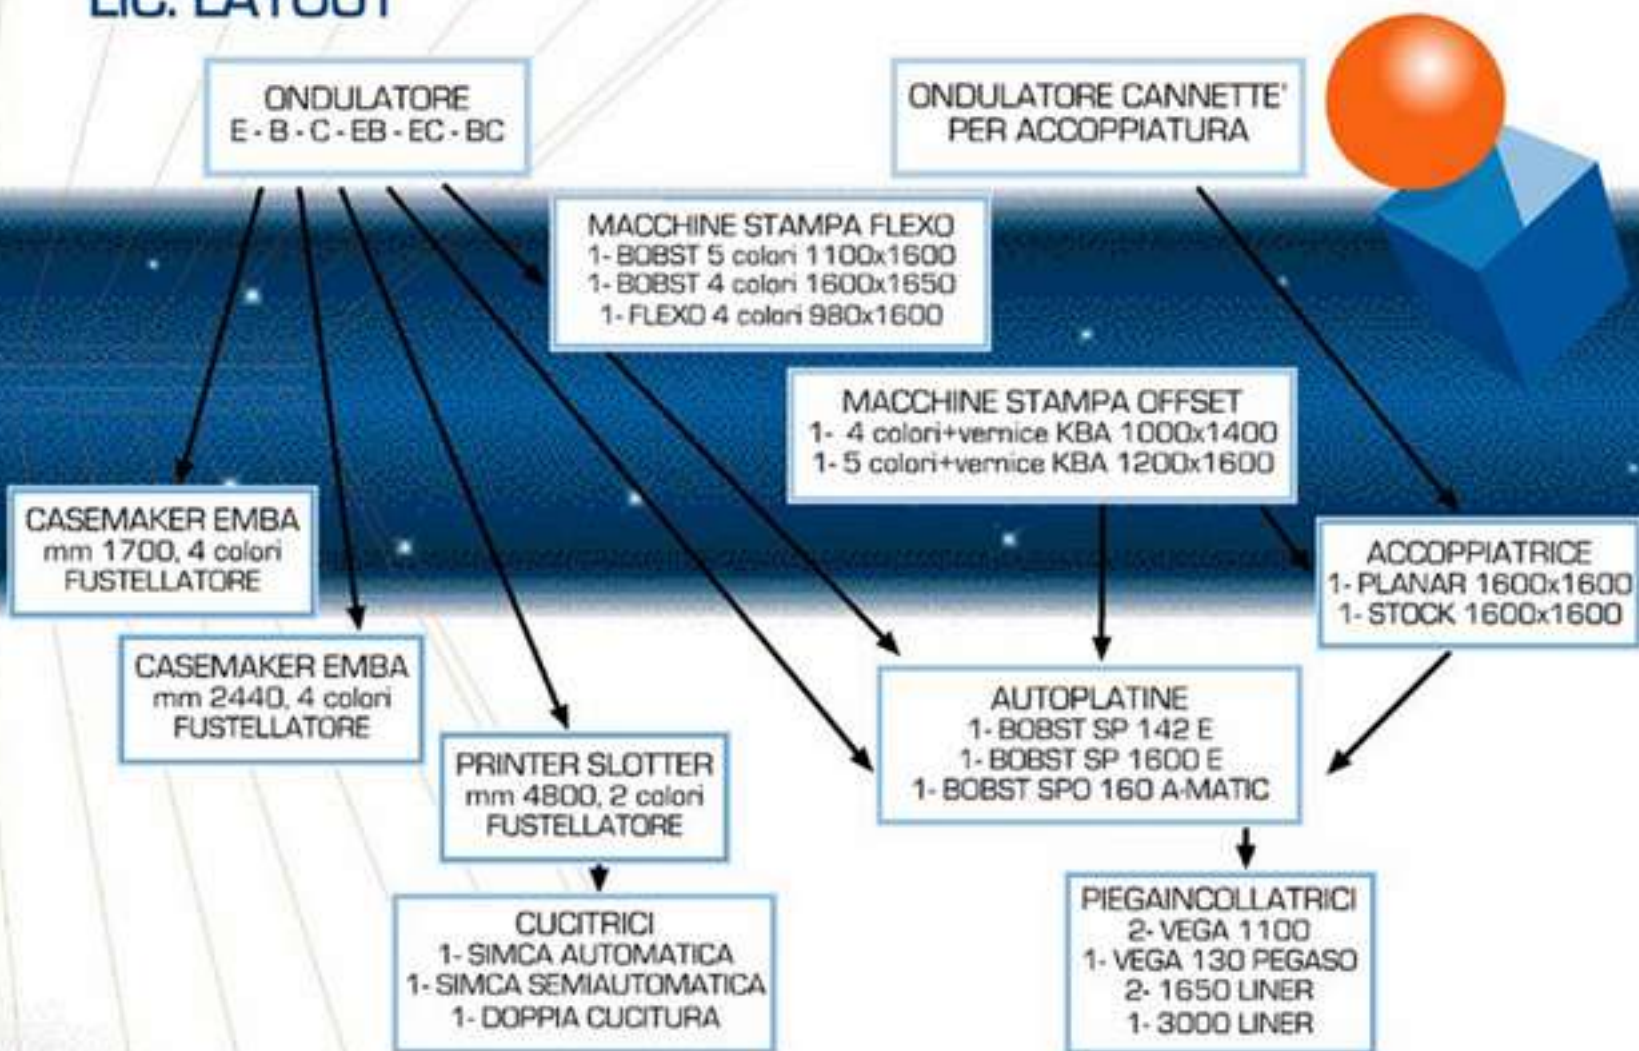 LIC. LAYOUT
ONDULATORE
E - B - C - EB - EC - BC
ONDULATORE CANNETTE'
PER ACCOPPIATURA
MACCHINE STAMPA FLEXO
1- BOBST 5 colori 1100x1600
1- BOBST 4 colori 1600x1650
1- FLEXO 4 colori 980x1600
MACCHINE STAMPA OFFSET
1- 4 colori+vernice KBA 1000x1400
1- 5 colori+vernice KBA 1200x1600
CASEMAKER EMBA
mm 1700, 4 colori
FUSTELLATORE
ACCOPPIATRICE
1- PLANAR 1600x1600
1- STOCK 1600x1600
CASEMAKER EMBA
mm 2440, 4 colori
FUSTELLATORE
AUTOPLATINE
1- BOBST SP 142 E
1- BOBST SP 1600 E
1- BOBST SPO 160 A-MATIC
PRINTER SLOTTER
mm 4800, 2 colori
FUSTELLATORE
CUCITRICI
1- SIMCA AUTOMATICA
1- SIMCA SEMIAUTOMATICA
1- DOPPIA CUCITURA
PIEGAINCOLLATRICI
2- VEGA 1100
1- VEGA 130 PEGASO
2- 1650 LINER
1- 3000 LINER